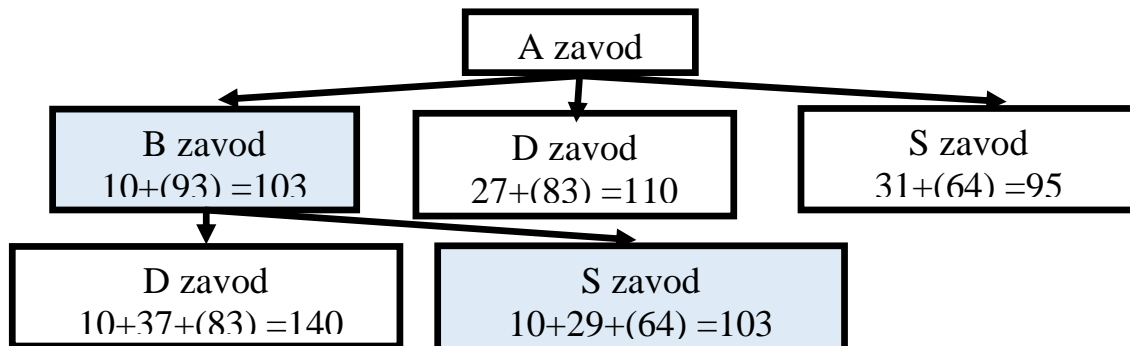 A zavod
B zavod
10+(93) =103
D zavod
27+(83) =110
S zavod
31+(64) =95
D zavod
10+37+(83) =140
S zavod
10+29+(64) =103